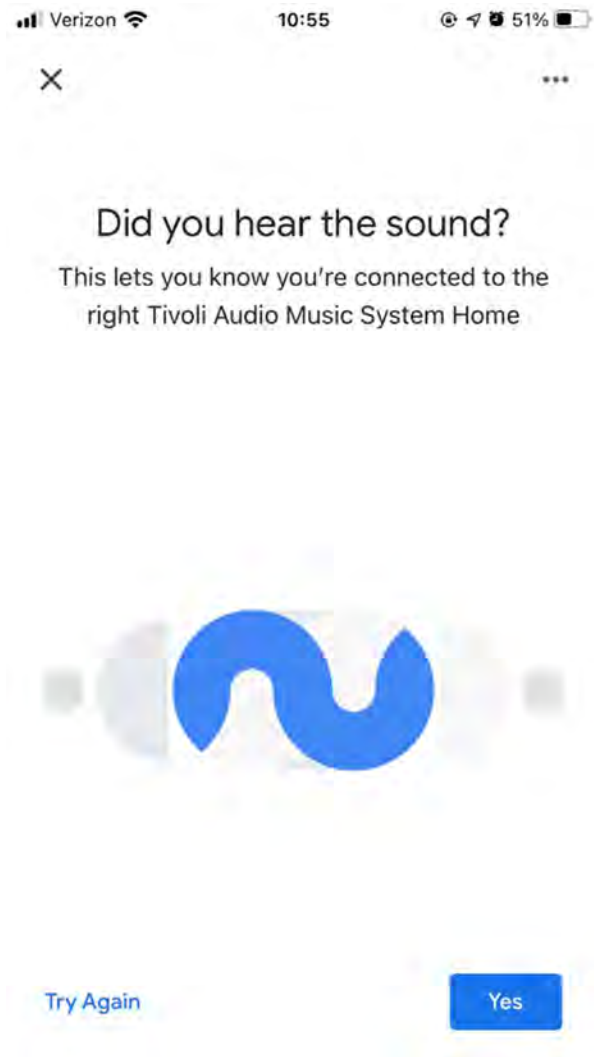 Verizon 10:55 51%
Did you hear the sound?
This lets you know you're connected to the
right Tivoli Audio Music System Home
Try Again Yes